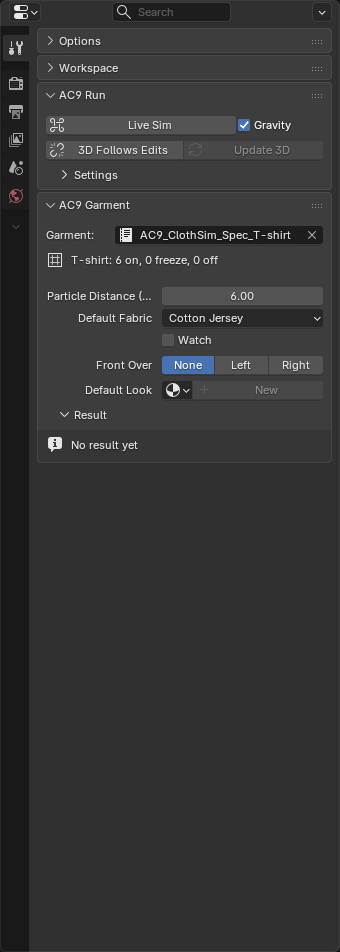 Search
Options
Workspace
AC9 Run
Live Sim
Gravity
3D Follows Edits
Update 3D
Settings
AC9 Garment
Garment:
AC9_ClothSim_Spec_T-shirt
T-shirt: 6 on, 0 freeze, 0 off
Particle Distance (...
6.00
Default Fabric
Cotton Jersey
Watch
Front Over
None
Left
Right
Default Look
New
Result
No result yet